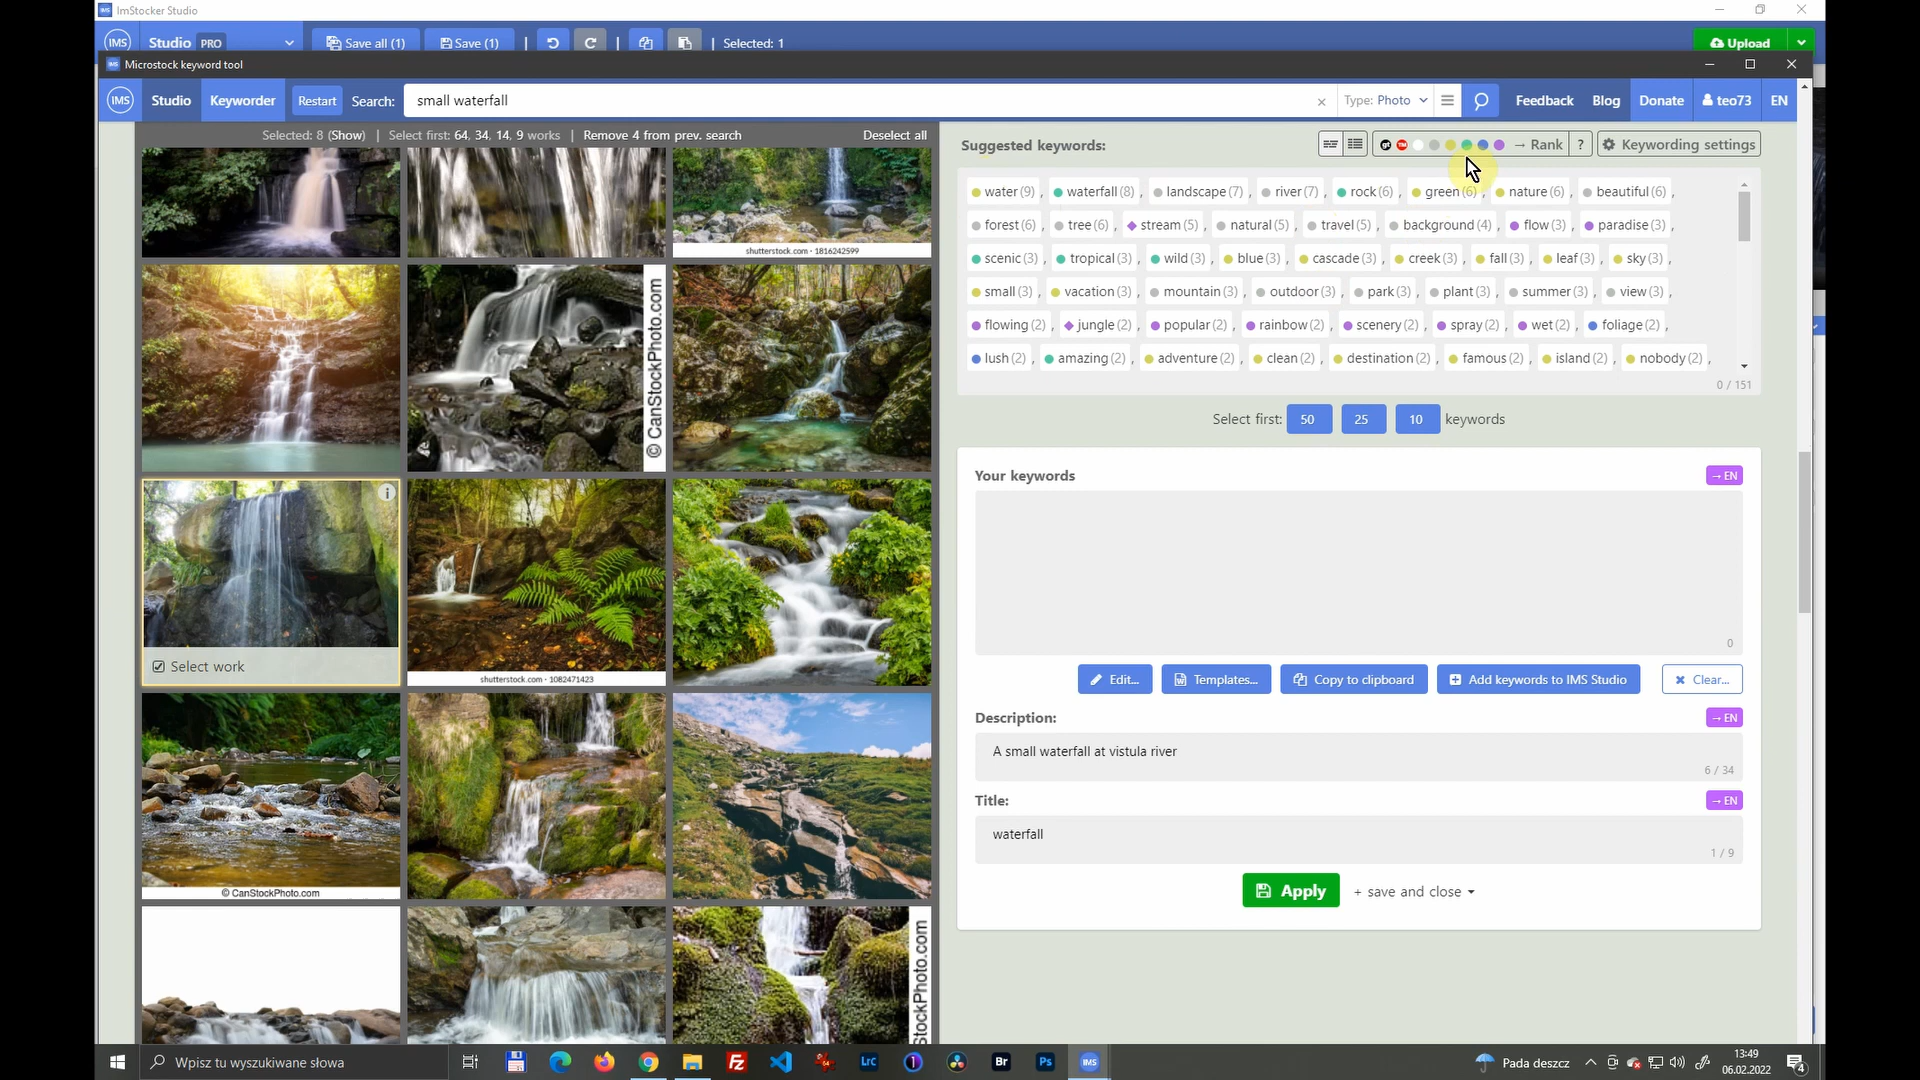 ImStocker Studio
IMS Studio PRO Save all (1) Save (1) | | Selected: 1 Upload
Microstock keyword tool
IMS Studio Keyworder Restart Search: small waterfall Type: Photo Feedback Blog Donate teo73 EN
Selected: 8 (Show) | Select first: 64, 34, 14, 9 works | Remove 4 from prev. search Deselect all
Suggested keywords: → Rank ? Keywording settings
water (9) , waterfall (8) , landscape (7) , river (7) , rock (6) , green (6) , nature (6) , beautiful (6) ,
forest (6) , tree (6) , stream (5) , natural (5) , travel (5) , background (4) , flow (3) , paradise (3) ,
scenic (3) , tropical (3) , wild (3) , blue (3) , cascade (3) , creek (3) , fall (3) , leaf (3) , sky (3) ,
small (3) , vacation (3) , mountain (3) , outdoor (3) , park (3) , plant (3) , summer (3) , view (3) ,
flowing (2) , jungle (2) , popular (2) , rainbow (2) , scenery (2) , spray (2) , wet (2) , foliage (2) ,
lush (2) , amazing (2) , adventure (2) , clean (2) , destination (2) , famous (2) , island (2) , nobody (2) ,
0 / 151
Select first: 50 25 10 keywords
shutterstock.com · 1816242599
© CanStockPhoto.com
Select work
shutterstock.com · 1082471423
© CanStockPhoto.com
stockPhoto.com
Your keywords → EN
0
Edit... Templates... Copy to clipboard Add keywords to IMS Studio Clear...
Description: → EN
A small waterfall at vistula river
6 / 34
Title: → EN
waterfall
1 / 9
Apply + save and close
Wpisz tu wyszukiwane słowa
LrC Br Ps IMS
Pada deszcz
13:49
06.02.2022
4